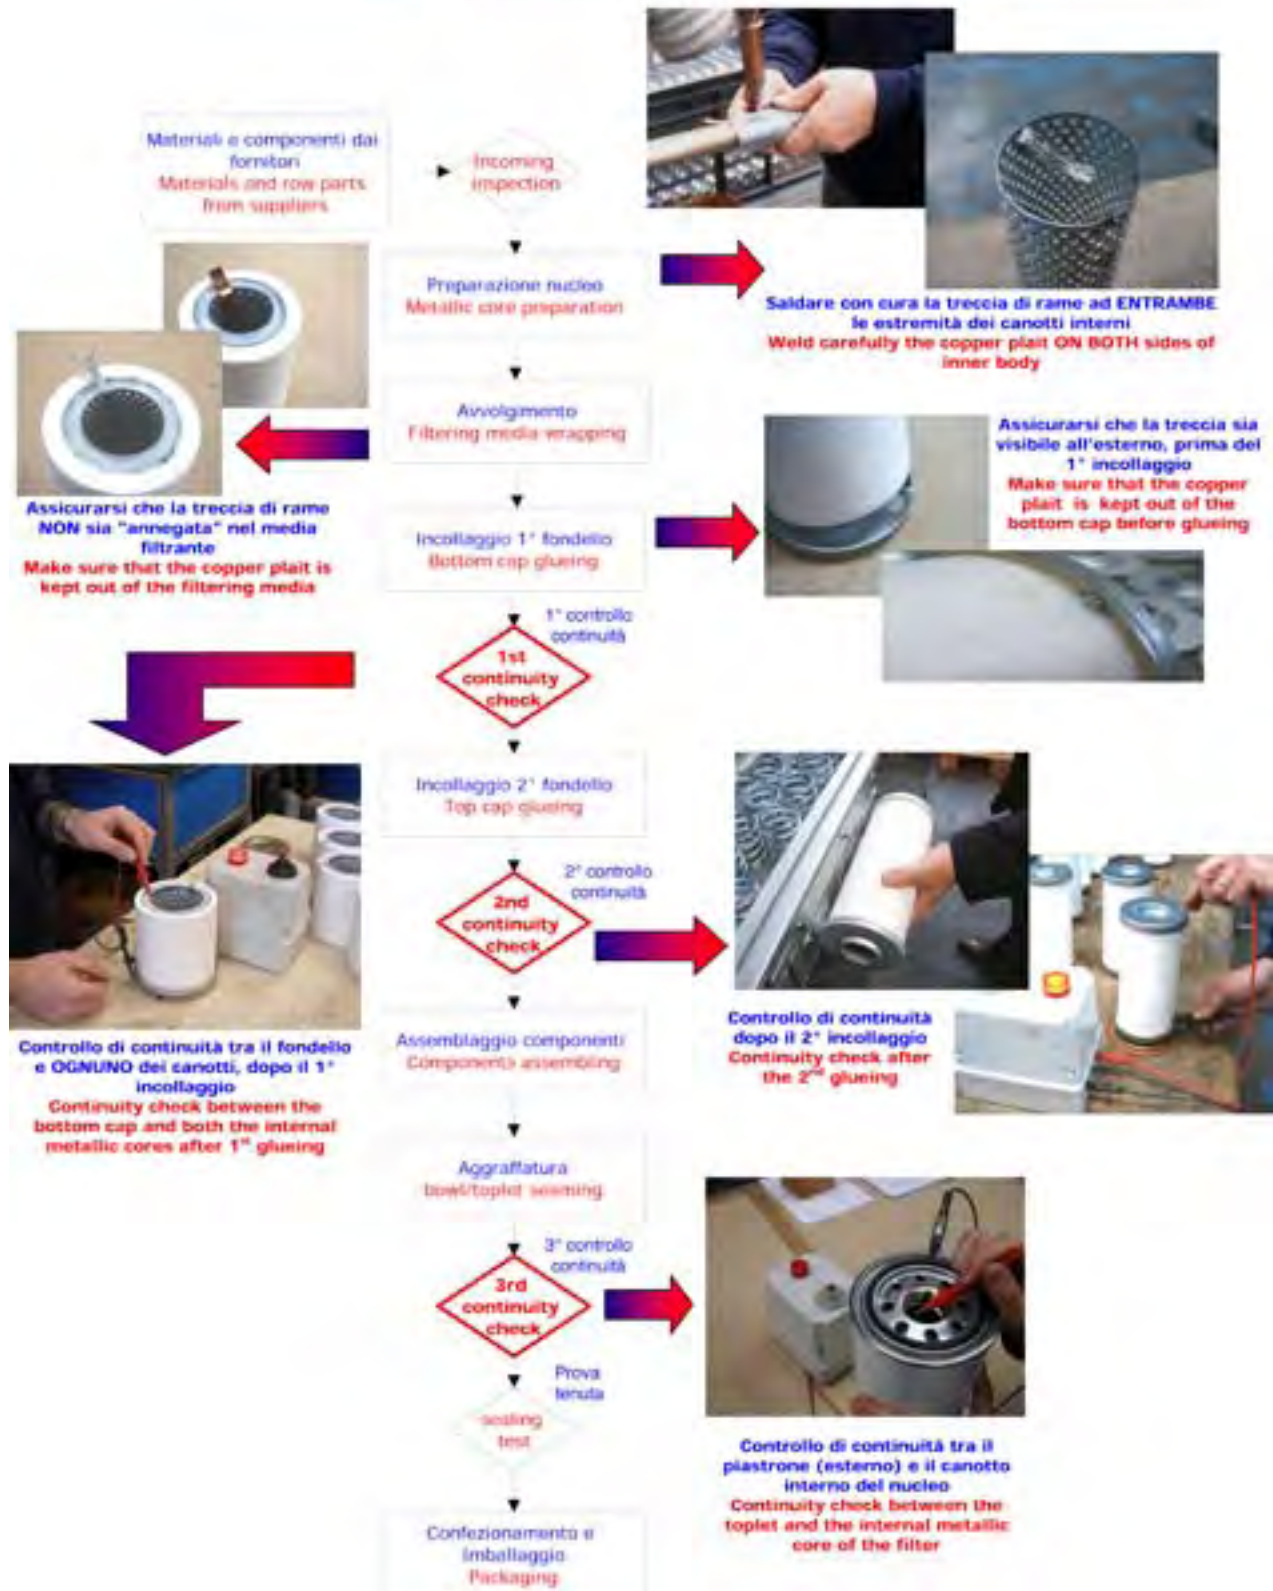 Materiali e componenti dai
fornitori
Materials and row parts
from suppliers
Incoming
inspection
Preparazione nucleo
Metallic core preparation
Saldare con cura la treccia di rame ad ENTRAMBE
le estremità dei canotti interni
Weld carefully the copper plait ON BOTH sides of
inner body
Avvolgimento
Filtering media wrapping
Assicurarsi che la treccia di rame
NON sia "annegata" nel media
filtrante
Make sure that the copper plait is
kept out of the filtering media
Assicurarsi che la treccia sia
visibile all'esterno, prima del
1° incollaggio
Make sure that the copper
plait is kept out of the
bottom cap before glueing
Incollaggio 1° fondello
Bottom cap glueing
1° controllo
continuità
1st
continuity
check
Incollaggio 2° fondello
Top cap glueing
2° controllo
continuità
2nd
continuity
check
Controllo di continuità tra il fondello
e OGNUNO dei canotti, dopo il 1°
incollaggio
Continuity check between the
bottom cap and both the internal
metallic cores after 1st glueing
Controllo di continuità
dopo il 2° incollaggio
Continuity check after
the 2nd glueing
Assemblaggio componenti
Components assembling
Aggraffatura
bowl/toplet seaming
3° controllo
continuità
3rd
continuity
check
Prova
tenuta
sealing
test
Controllo di continuità tra il
piastrone (esterno) e il canotto
interno del nucleo
Continuity check between the
toplet and the internal metallic
core of the filter
Confezionamento e
Imballaggio
Packaging